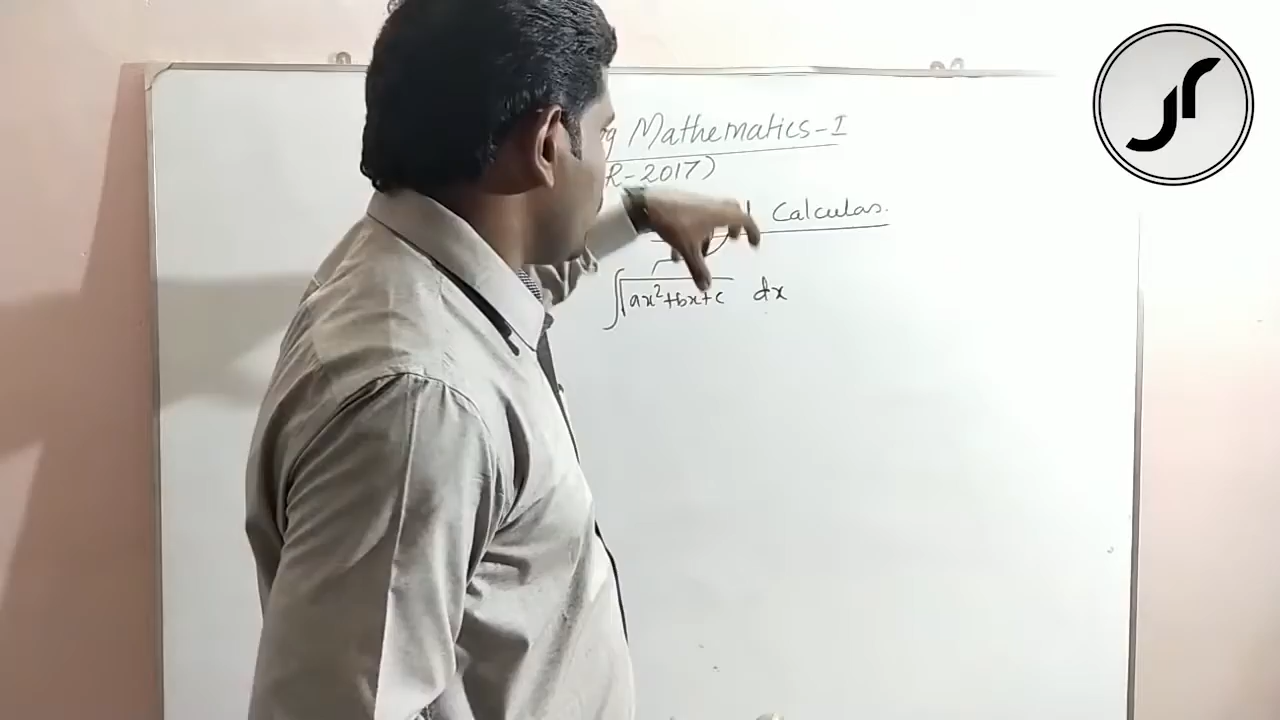 Mathematics-I
R-2017)
Calculas.
∫√ax²+bx+c dx